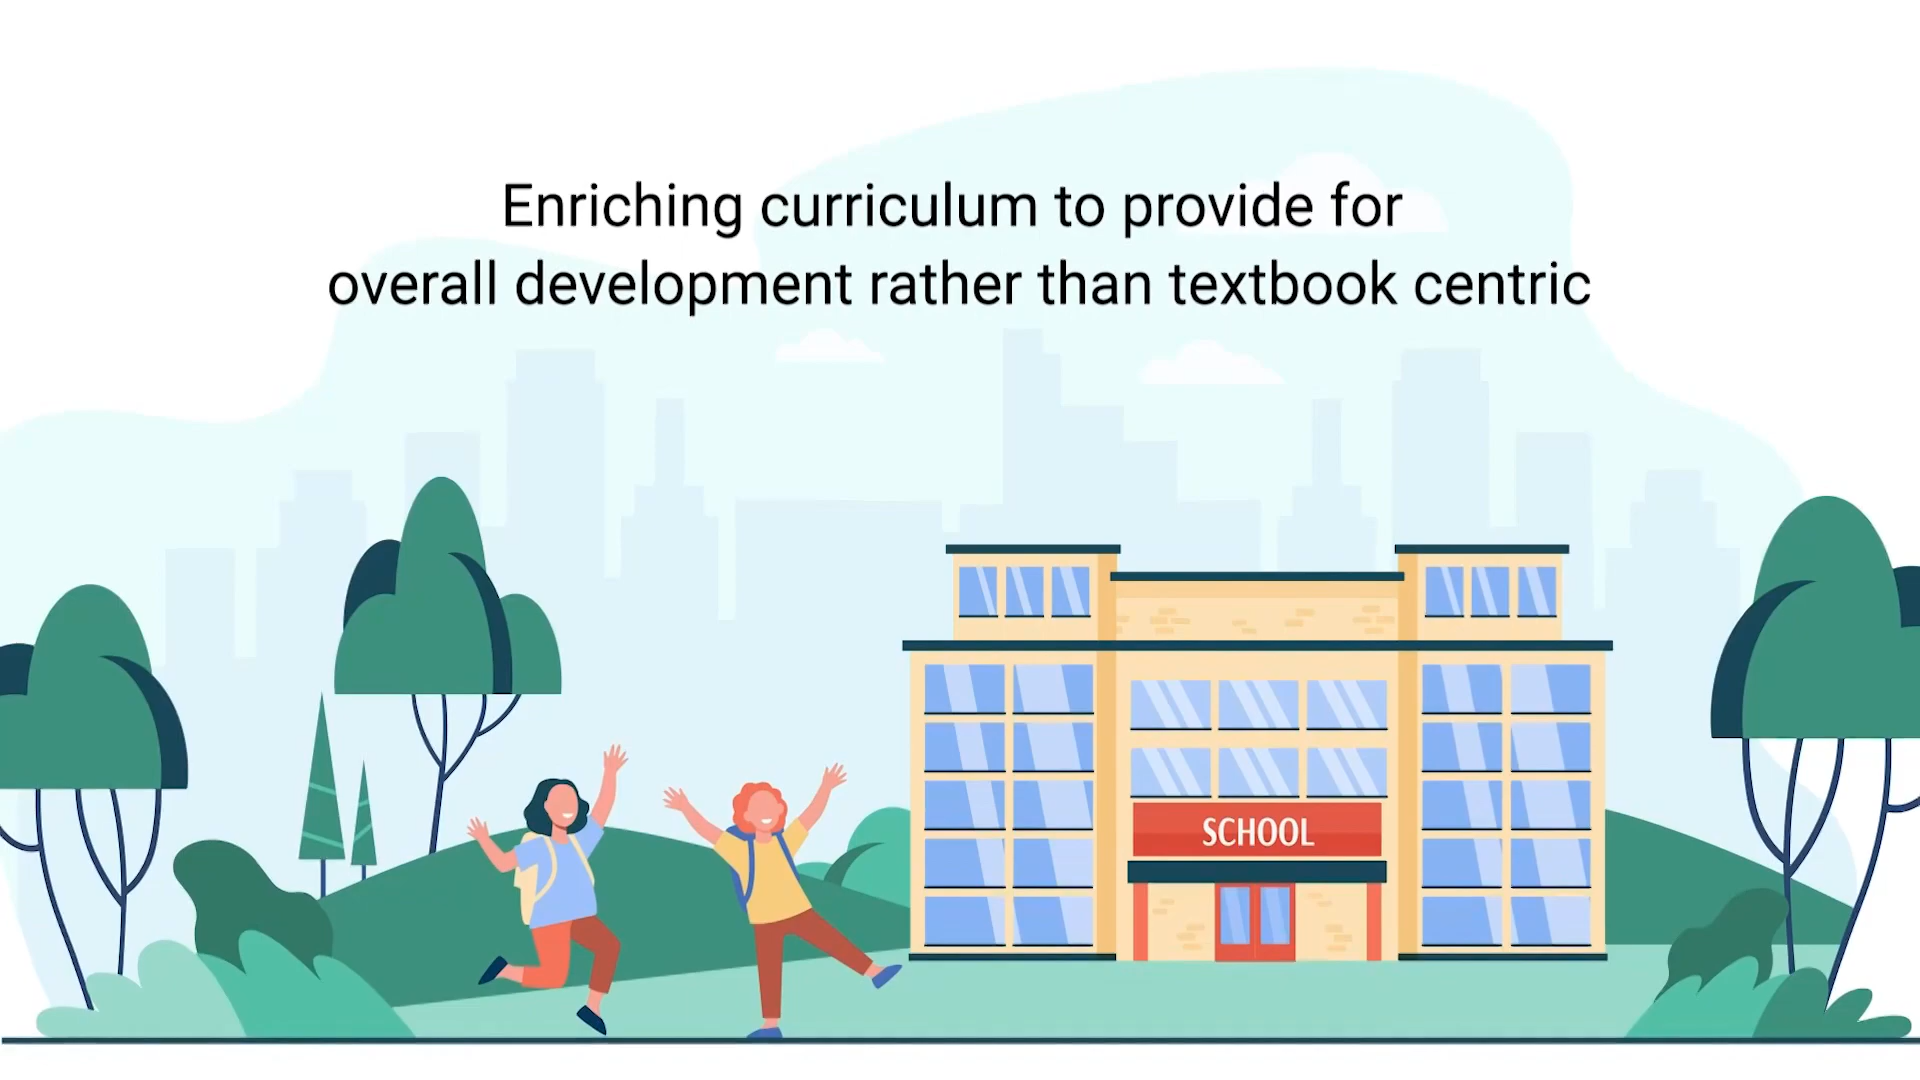 Enriching curriculum to provide for
overall development rather than textbook centric
SCHOOL